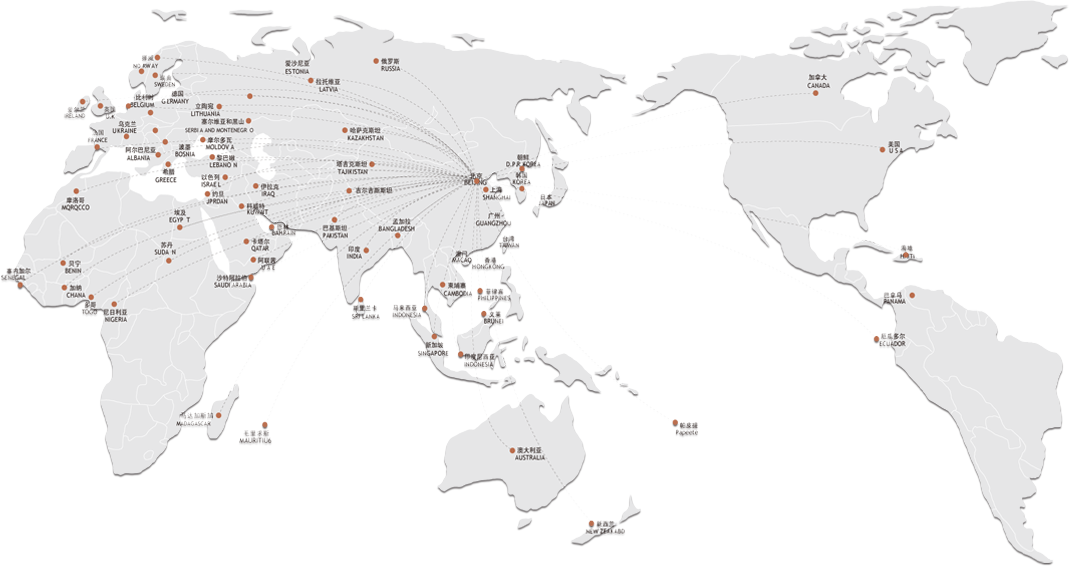 挪威
NORWAY
SWEDEN
爱沙尼亚
ESTONIA
俄罗斯
RUSSIA
拉托维亚
LATVIA
加拿大
CANADA
德国
GERMANY
比利时
BELGIUM
英国
U.K
IRELAND
立陶宛
LITHUANIA
乌克兰
UKRAINE
塞尔维亚和黑山
SERBIA AND MONTENEGRO
法国
FRANCE
哈萨克斯坦
KAZAKHSTAN
摩尔多瓦
MOLDOVA
美国
USA
阿尔巴尼亚
ALBANIA
波基
BOSNIA
黎巴嫩
LEBANON
塔吉克斯坦
TAJIKISTAN
朝鲜
D.P.R.KOREA
希腊
GREECE
以色列
ISRAEL
北京
BEIJING
韩国
KOREA
摩洛哥
MORQCCO
约旦
JPRDAN
伊拉克
IRAQ
吉尔吉斯斯坦
上海
SHANGHAI
日本
JAPAN
科威特
KUWAIT
埃及
EGYPT
巴林
BAHRAIN
巴基斯坦
PAKISTAN
孟加拉
BANGLADESH
广州
GUANGZHOU
苏丹
SUDAN
卡塔尔
QATAR
印度
INDIA
台湾
TAIWAN
海地
HAITI
贝宁
BENIN
阿联酋
U A E
澳门
MACAO
香港
HONGKONG
塞内加尔
SENEGAL
沙特阿拉伯
SAUDI ARABIA
加纳
CHANA
柬埔寨
CAMBODIA
菲律宾
PHILIPPINES
巴拿马
PANAMA
多哥
TOGO
尼日利亚
NIGERIA
斯里兰卡
SRI LANKA
马来西亚
INDONESIA
文莱
BRUNEI
厄瓜多尔
ECUADOR
新加坡
SINGAPORE
印度尼西亚
INDONESIA
马达加斯加
MADAGASCAR
毛里求斯
MAURITIUS
帕皮提
Papeete
澳大利亚
AUSTRALIA
新西兰
NEW ZEALAND